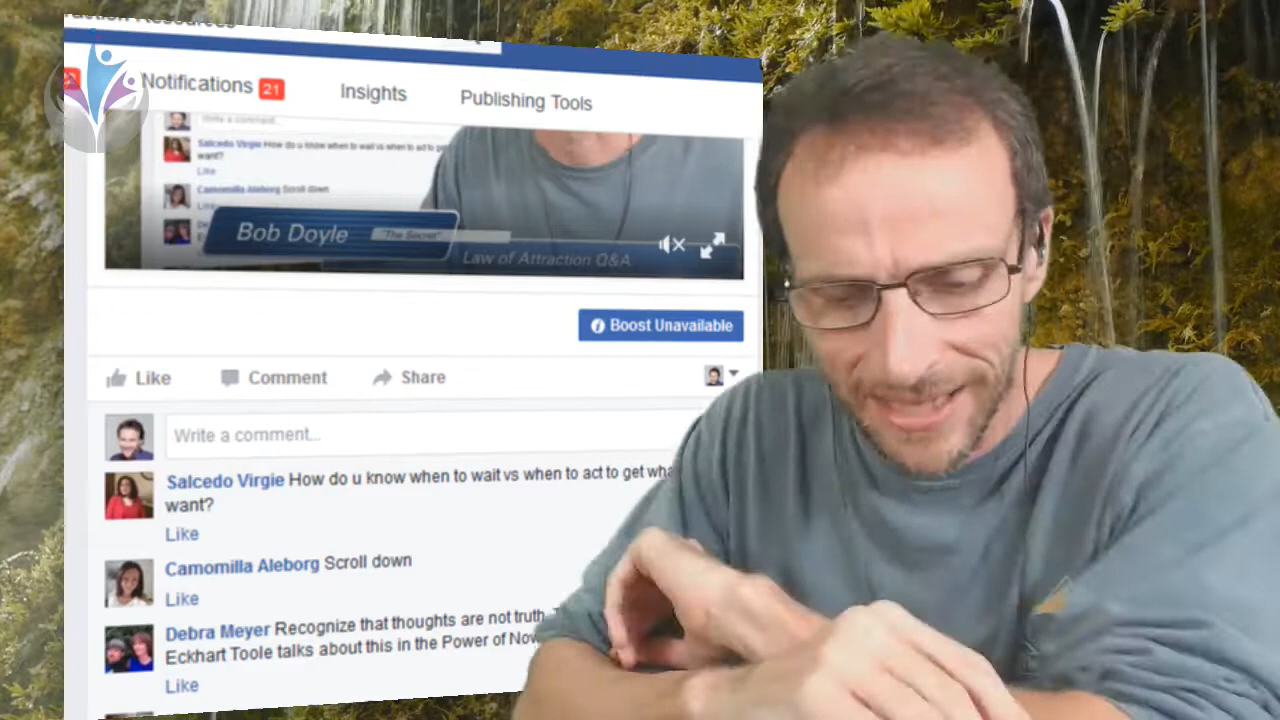 Notifications 21
Insights
Publishing Tools
Write a comment...
Salcedo Virgie How do u know when to wait vs when to act to ge
want?
Like
Camomilla Aleborg Scroll down
Bob Doyle
"The Secret"
Law of Attraction Q&A
Boost Unavailable
Like
Comment
Share
Write a comment...
Salcedo Virgie How do u know when to wait vs when to act to get wha
want?
Like
Camomilla Aleborg Scroll down
Like
Debra Meyer Recognize that thoughts are not truth.
Eckhart Toole talks about this in the Power of Now
Like